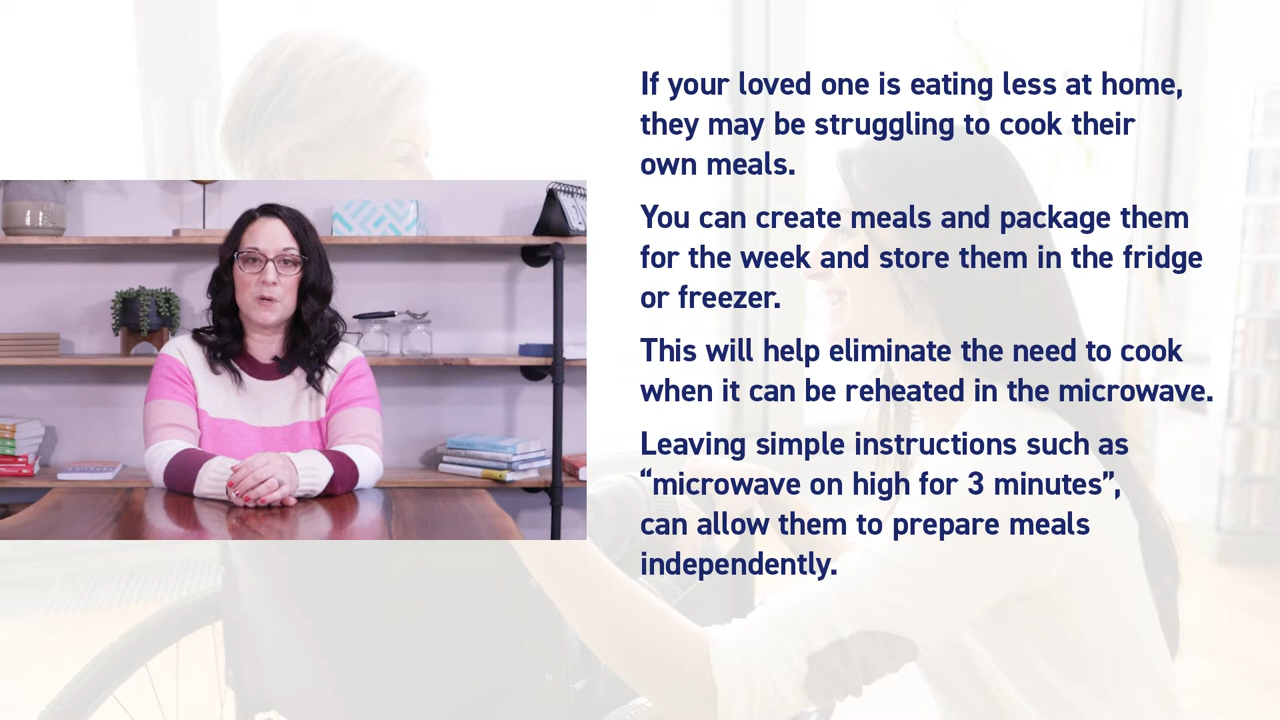 If your loved one is eating less at home,
they may be struggling to cook their
own meals.
You can create meals and package them
for the week and store them in the fridge
or freezer.
This will help eliminate the need to cook
when it can be reheated in the microwave.
Leaving simple instructions such as
“microwave on high for 3 minutes”,
can allow them to prepare meals
independently.